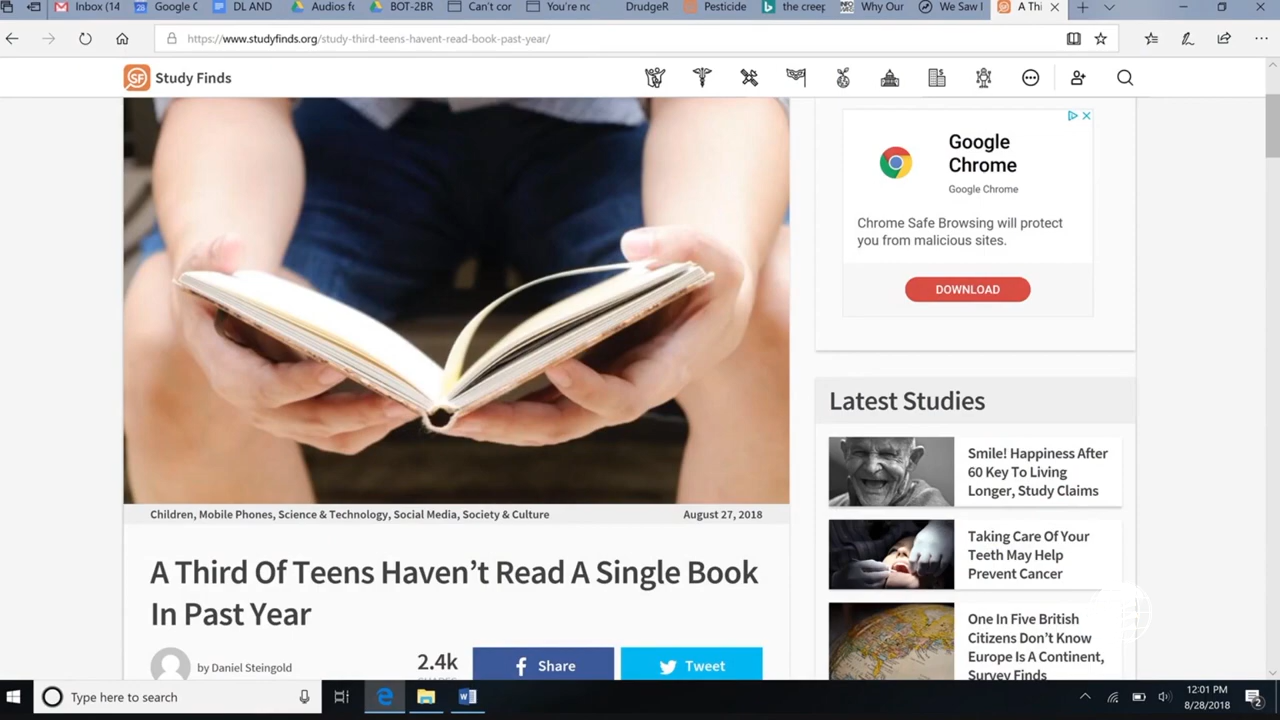 Inbox (14
Google C
DL AND
Audios fo
BOT-2BR
Can't cor
You're no
DrudgeR
Pesticide
the creep
Why Our
We Saw I
A Thi
https://www.studyfinds.org/study-third-teens-havent-read-book-past-year/
SF Study Finds
Google
Chrome
Google Chrome
Chrome Safe Browsing will protect
you from malicious sites.
DOWNLOAD
Children, Mobile Phones, Science & Technology, Social Media, Society & Culture
August 27, 2018
A Third Of Teens Haven't Read A Single Book
In Past Year
by Daniel Steingold
2.4k
SHARES
Share
Tweet
Latest Studies
Smile! Happiness After
60 Key To Living
Longer, Study Claims
Taking Care Of Your
Teeth May Help
Prevent Cancer
One In Five British
Citizens Don't Know
Europe Is A Continent,
Survey Finds
Type here to search
12:01 PM
8/28/2018
2